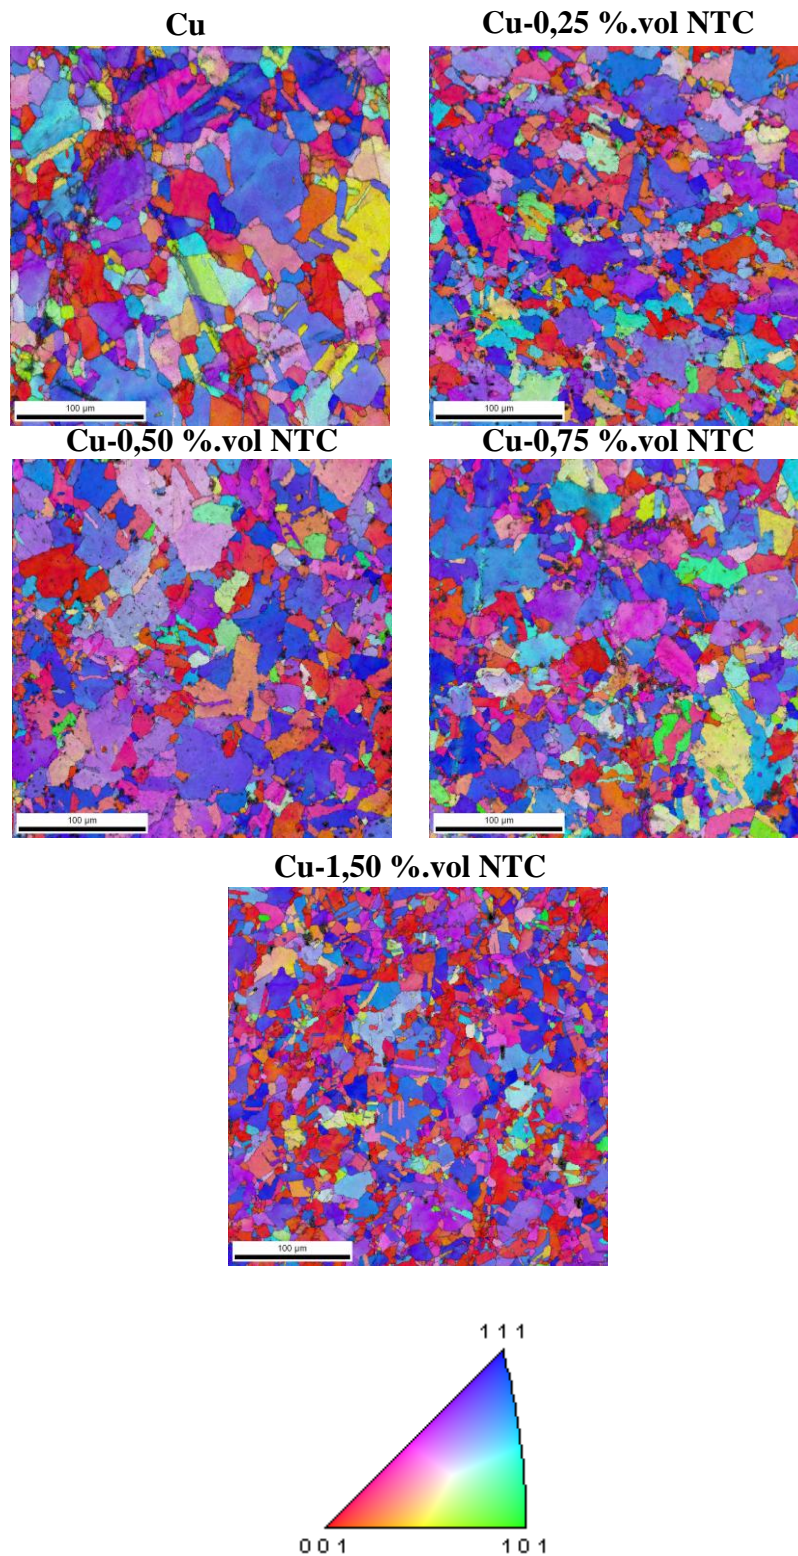 Cu
Cu-0,25 %.vol NTC
100 µm
100 µm
Cu-0,50 %.vol NTC
Cu-0,75 %.vol NTC
100 µm
100 µm
Cu-1,50 %.vol NTC
100 µm
1 1 1
0 0 1
1 0 1